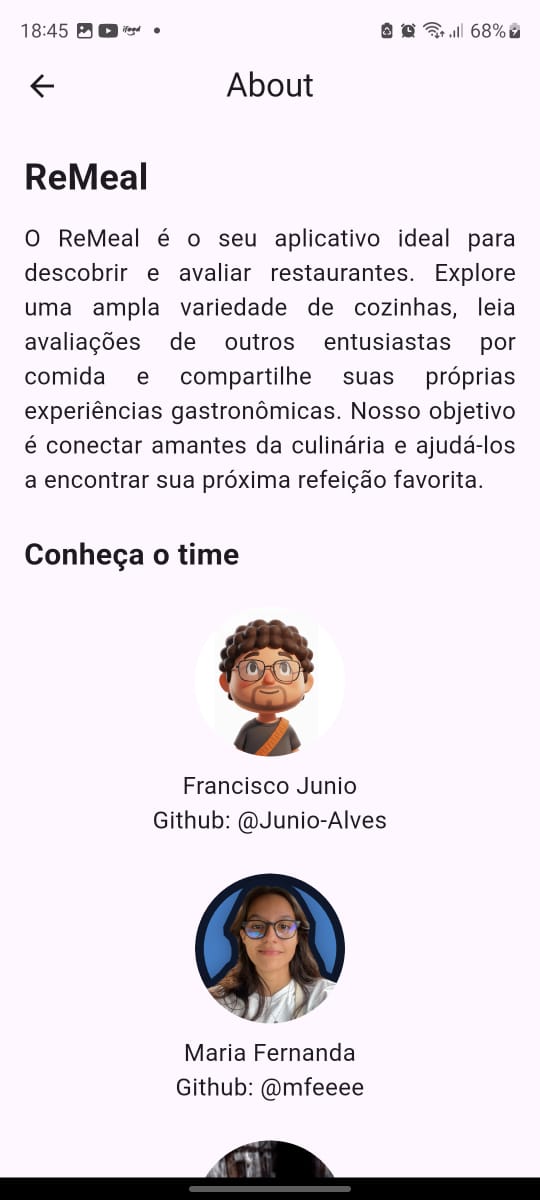 18:45 ifood 68%
About
ReMeal
O ReMeal é o seu aplicativo ideal para
descobrir e avaliar restaurantes. Explore
uma ampla variedade de cozinhas, leia
avaliações de outros entusiastas por
comida e compartilhe suas próprias
experiências gastronômicas. Nosso objetivo
é conectar amantes da culinária e ajudá-los
a encontrar sua próxima refeição favorita.
Conheça o time
Francisco Junio
Github: @Junio-Alves
Maria Fernanda
Github: @mfeeee